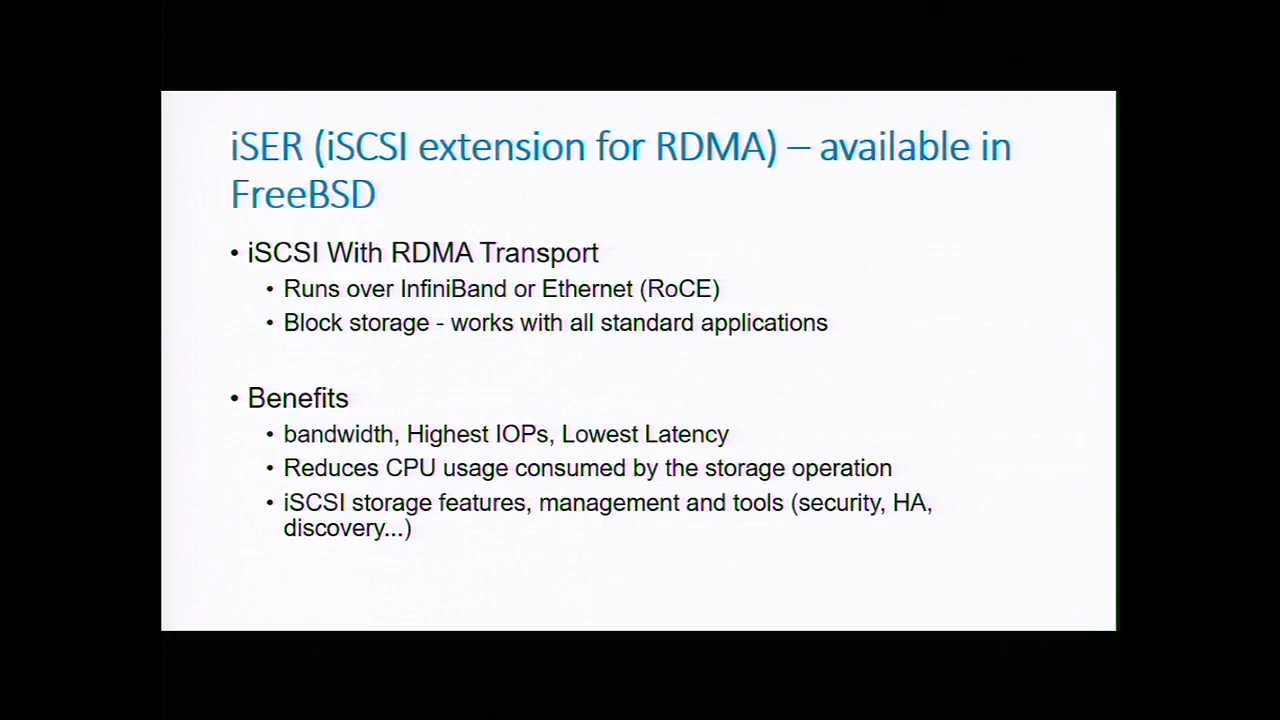 iSER (iSCSI extension for RDMA) – available in
FreeBSD
• iSCSI With RDMA Transport
• Runs over InfiniBand or Ethernet (RoCE)
• Block storage - works with all standard applications
• Benefits
• bandwidth, Highest IOPs, Lowest Latency
• Reduces CPU usage consumed by the storage operation
• iSCSI storage features, management and tools (security, HA,
discovery...)